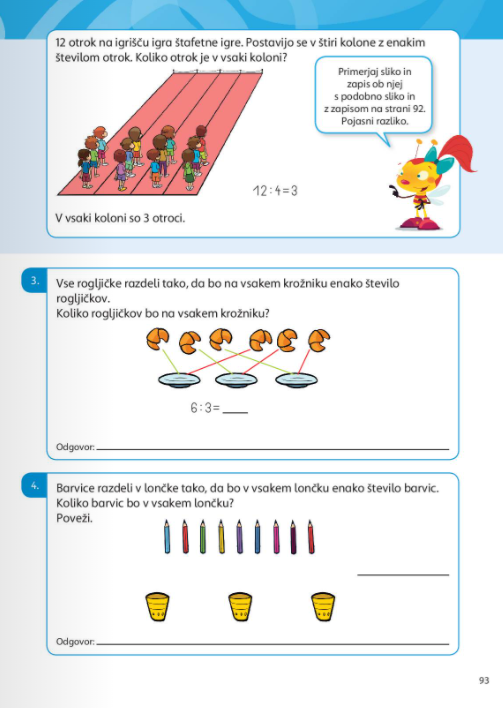 12 otrok na igrišču igra štafetne igre. Postavijo se v štiri kolone z enakim
številom otrok. Koliko otrok je v vsaki koloni?
Primerjaj sliko in
zapis ob njej
s podobno sliko in
z zapisom na strani 92.
Pojasni razliko.
12:4=3
V vsaki koloni so 3 otroci.
3.
Vse rogljičke razdeli tako, da bo na vsakem krožniku enako število
rogljičkov.
Koliko rogljičkov bo na vsakem krožniku?
6:3=___
Odgovor:
4.
Barvice razdeli v lončke tako, da bo v vsakem lončku enako število barvic.
Koliko barvic bo v vsakem lončku?
Poveži.
Odgovor:
93